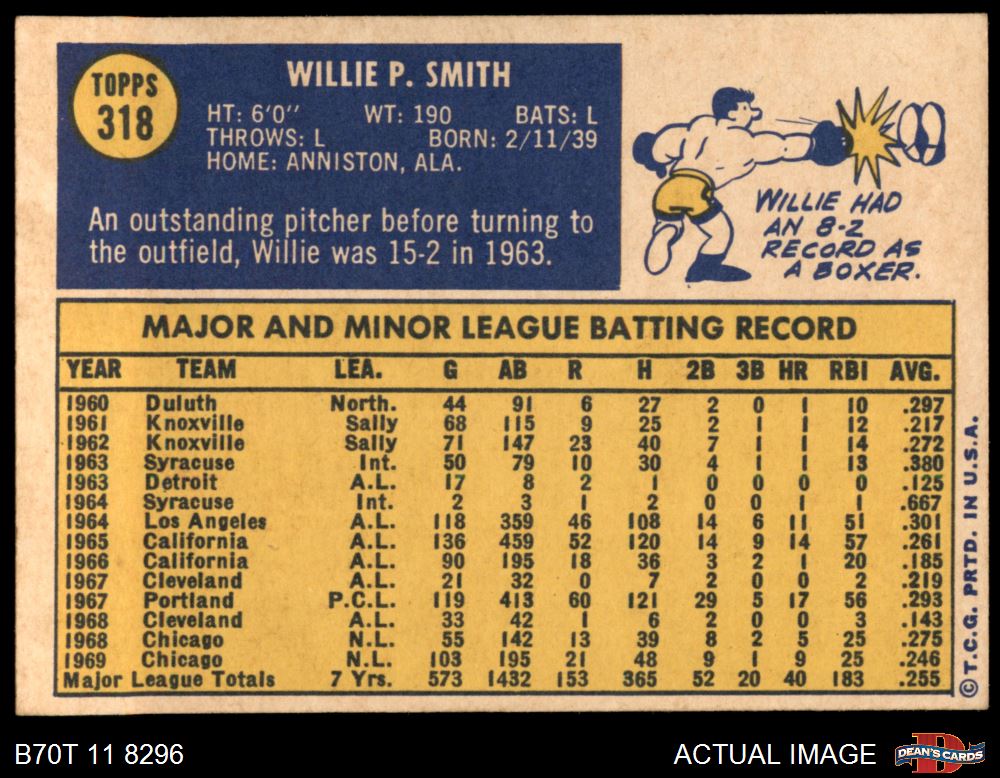 TOPPS
318
WILLIE P. SMITH
HT: 6'0" WT: 190 BATS: L
THROWS: L BORN: 2/11/39
HOME: ANNISTON, ALA.
An outstanding pitcher before turning to
the outfield, Willie was 15-2 in 1963.
WILLIE HAD
AN 8-2
RECORD AS
A BOXER.
MAJOR AND MINOR LEAGUE BATTING RECORD
YEAR TEAM LEA. G AB R H 2B 3B HR RBI AVG.
1960 Duluth North. 44 91 6 27 2 0 1 10 .297
1961 Knoxville Sally 68 115 9 25 2 1 1 12 .217
1962 Knoxville Sally 71 147 23 40 7 1 1 14 .272
1963 Syracuse Int. 50 79 10 30 4 1 1 13 .380
1963 Detroit A.L. 17 8 2 1 0 0 0 0 .125
1964 Syracuse Int. 2 3 1 2 0 0 1 1 .667
1964 Los Angeles A.L. 118 359 46 108 14 6 11 51 .301
1965 California A.L. 136 459 52 120 14 9 14 57 .261
1966 California A.L. 90 195 18 36 3 2 1 20 .185
1967 Cleveland A.L. 21 32 0 7 2 0 0 2 .219
1967 Portland P.C.L. 119 413 60 121 29 5 17 56 .293
1968 Cleveland A.L. 33 42 1 6 2 0 0 3 .143
1968 Chicago N.L. 55 142 13 39 8 2 5 25 .275
1969 Chicago N.L. 103 195 21 48 9 1 9 25 .246
Major League Totals 7 Yrs. 573 1432 153 365 52 20 40 183 .255
© T.C.G. PRTD. IN U.S.A.
B70T 11 8296
ACTUAL IMAGE
D
DEAN'S CARDS